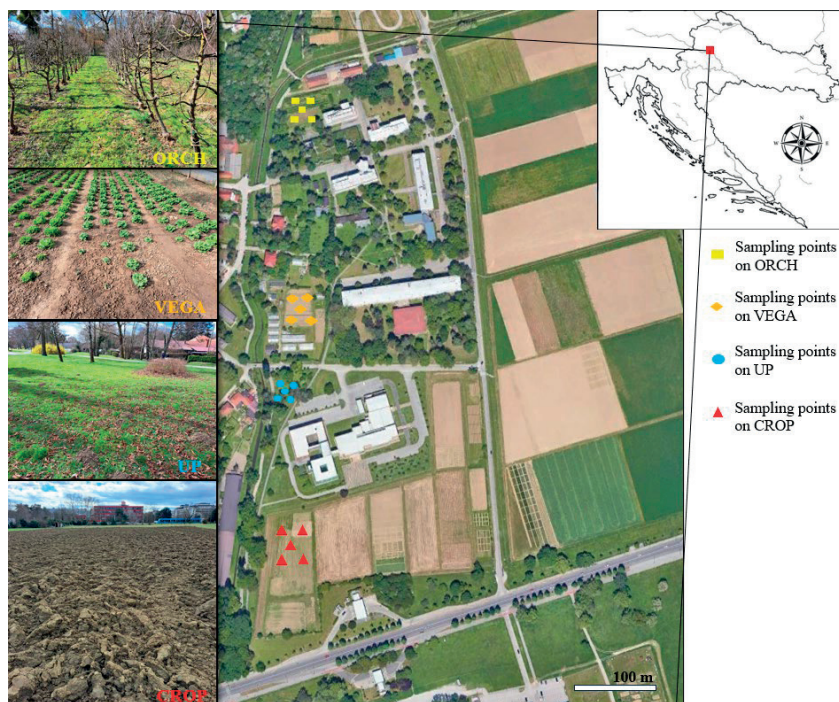 ORCH
VEGA
UP
CROP
N
W
E
S
Sampling points
on ORCH
Sampling points
on VEGA
Sampling points
on UP
Sampling points
on CROP
100 m